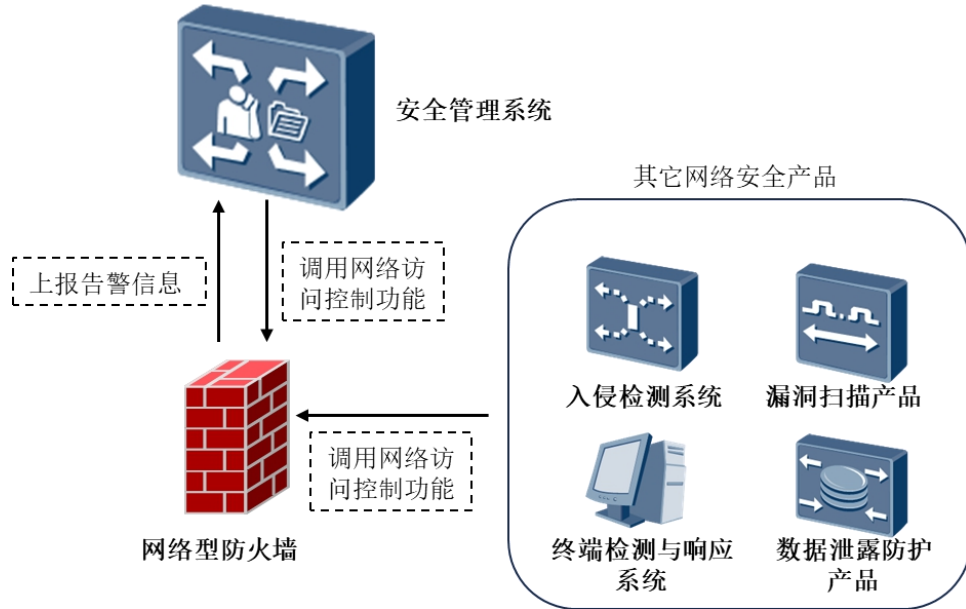 安全管理系统
其它网络安全产品
上报告警信息
调用网络访
问控制功能
入侵检测系统
漏洞扫描产品
调用网络访
问控制功能
网络型防火墙
终端检测与响应
系统
数据泄露防护
产品